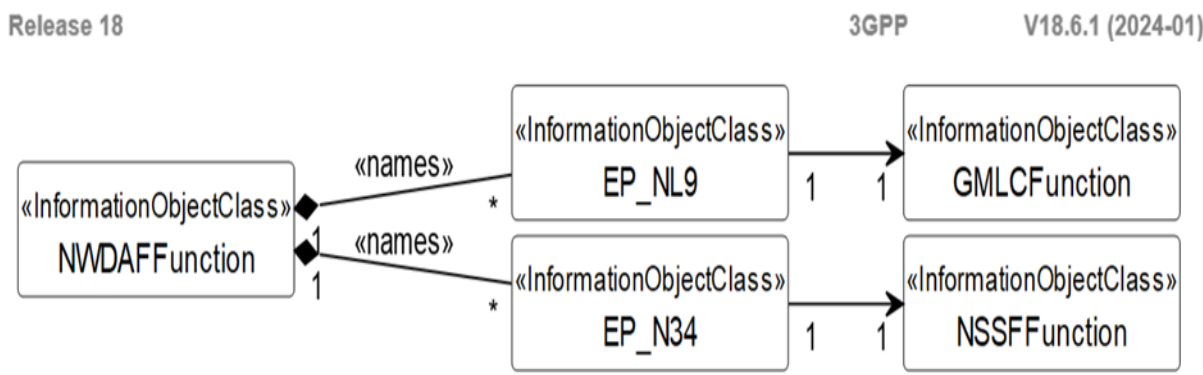 Release 18 3GPP V18.6.1 (2024-01)
«InformationObjectClass»
NWDAFFunction
1
«names»
*
1
«names»
*
«InformationObjectClass»
EP_NL9
1 1
«InformationObjectClass»
GMLCFunction
«InformationObjectClass»
EP_N34
1 1
«InformationObjectClass»
NSSFFunction